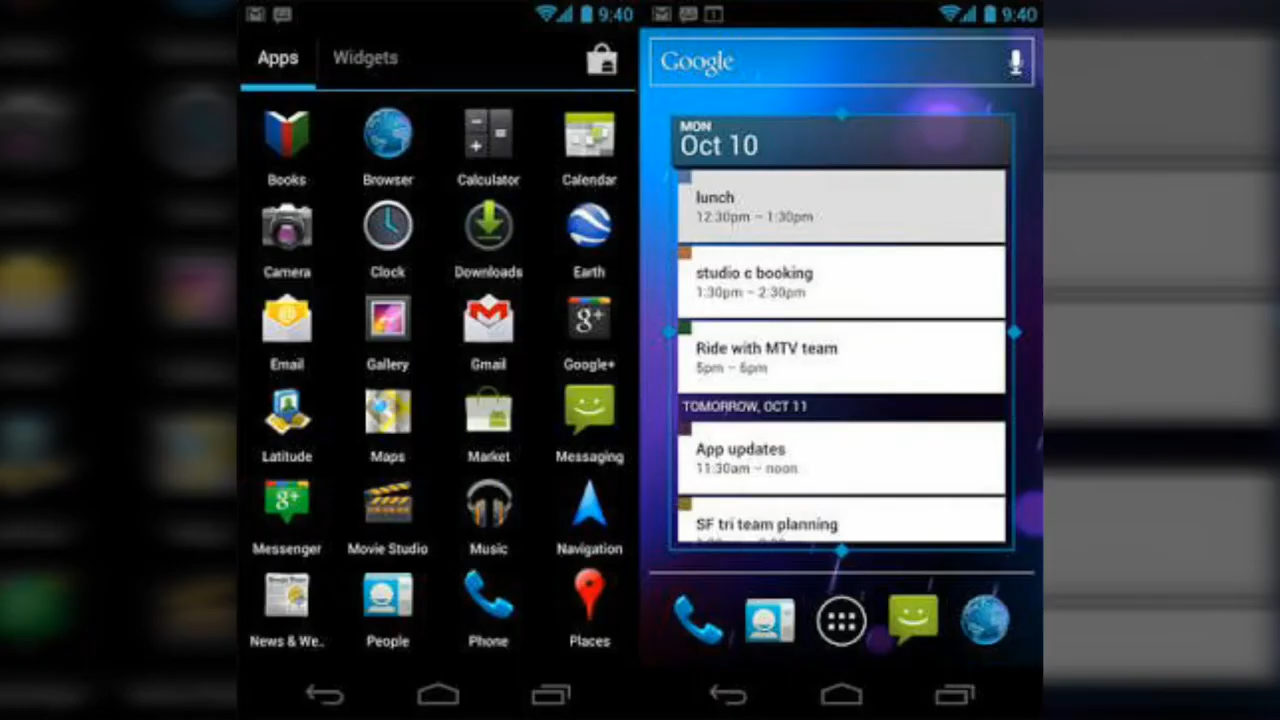 9:40
Apps Widgets
Books Browser Calculator Calendar
Camera Clock Downloads Earth
Email Gallery Gmail Google+
Latitude Maps Market Messaging
Messenger Movie Studio Music Navigation
News & We.. People Phone Places
9:40
Google
MON
Oct 10
lunch
12:30pm – 1:30pm
studio c booking
1:30pm – 2:30pm
Ride with MTV team
5pm – 6pm
TOMORROW, OCT 11
App updates
11:30am – noon
SF tri team planning